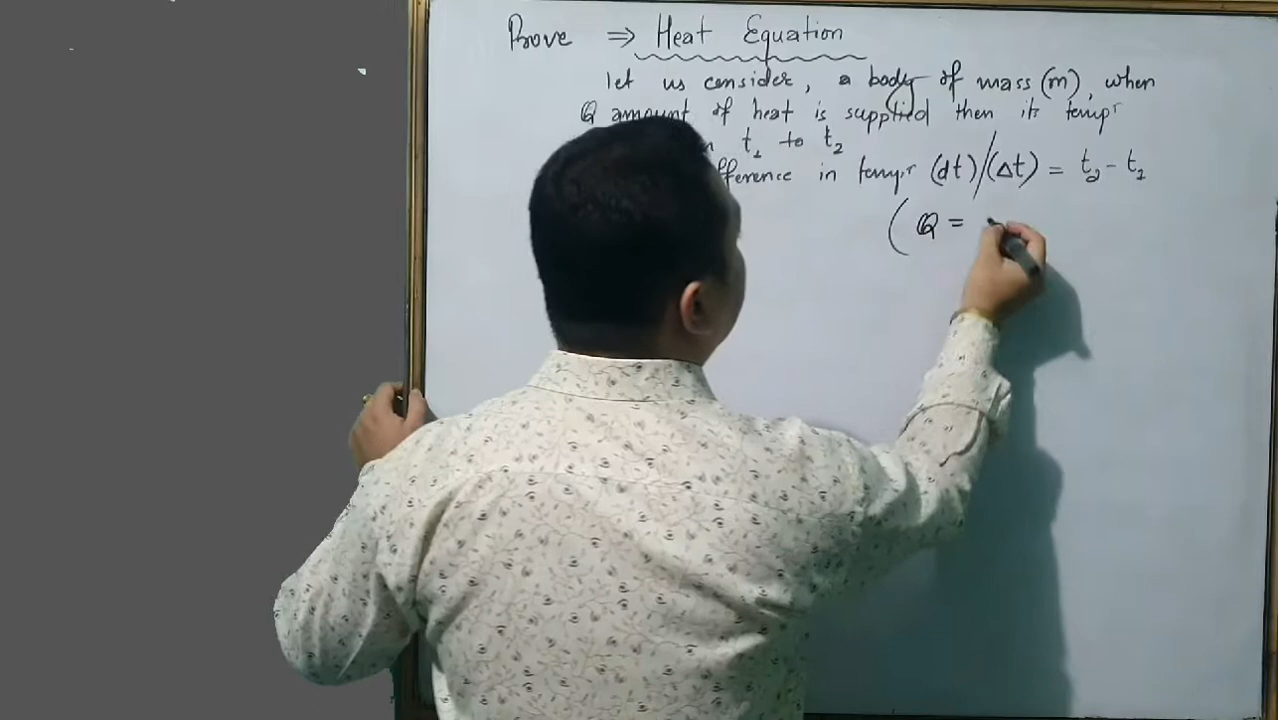 Prove ⇒ Heat Equation
let us consider, a body of mass (m), when
Q amount of heat is supplied then its tempr
t₁ to t₂
in tempr (dt)/(Δt) = t₂ - t₁
( Q =